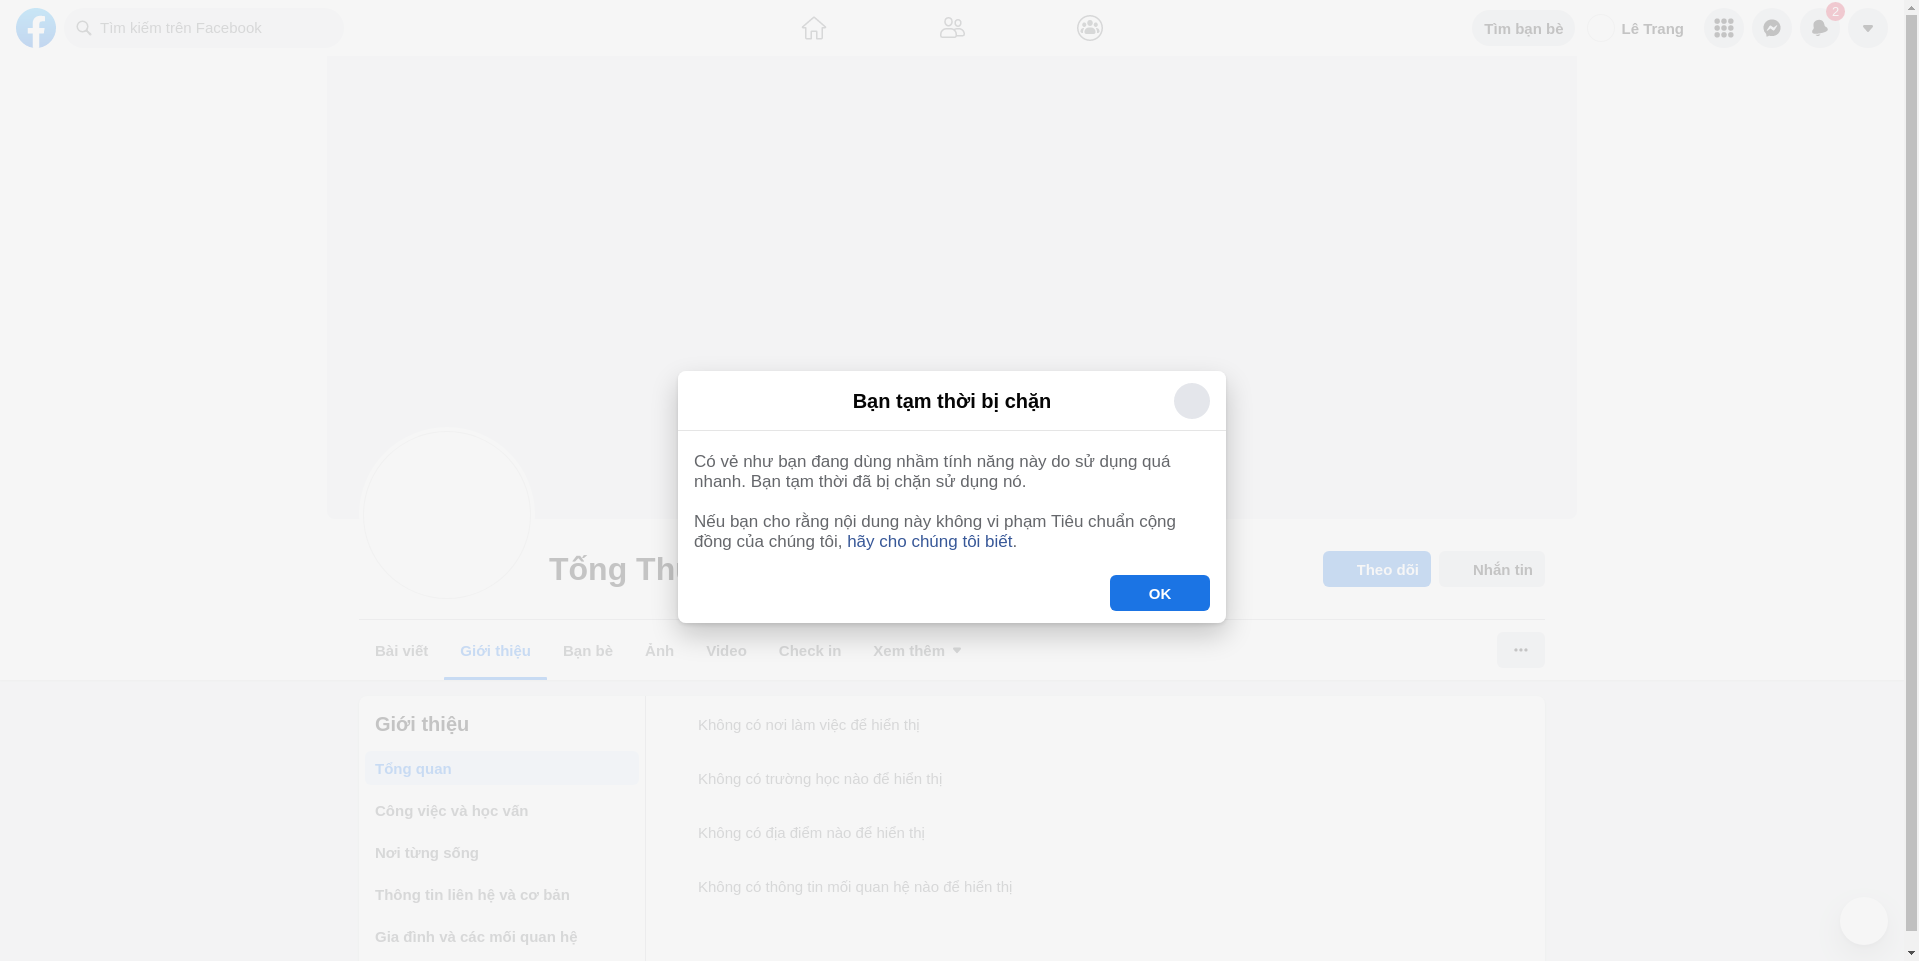 Tìm kiếm trên Facebook
Tìm bạn bè
Lê Trang
2
Bạn tạm thời bị chặn
Có vẻ như bạn đang dùng nhầm tính năng này do sử dụng quá
nhanh. Bạn tạm thời đã bị chặn sử dụng nó.
Nếu bạn cho rằng nội dung này không vi phạm Tiêu chuẩn cộng
đồng của chúng tôi, hãy cho chúng tôi biết.
OK
Tống
Theo dõi
Nhắn tin
Bài viết
Giới thiệu
Bạn bè
Ảnh
Video
Check in
Xem thêm
Giới thiệu
Tổng quan
Công việc và học vấn
Nơi từng sống
Thông tin liên hệ và cơ bản
Gia đình và các mối quan hệ
Không có nơi làm việc để hiển thị
Không có trường học nào để hiển thị
Không có địa điểm nào để hiển thị
Không có thông tin mối quan hệ nào để hiển thị